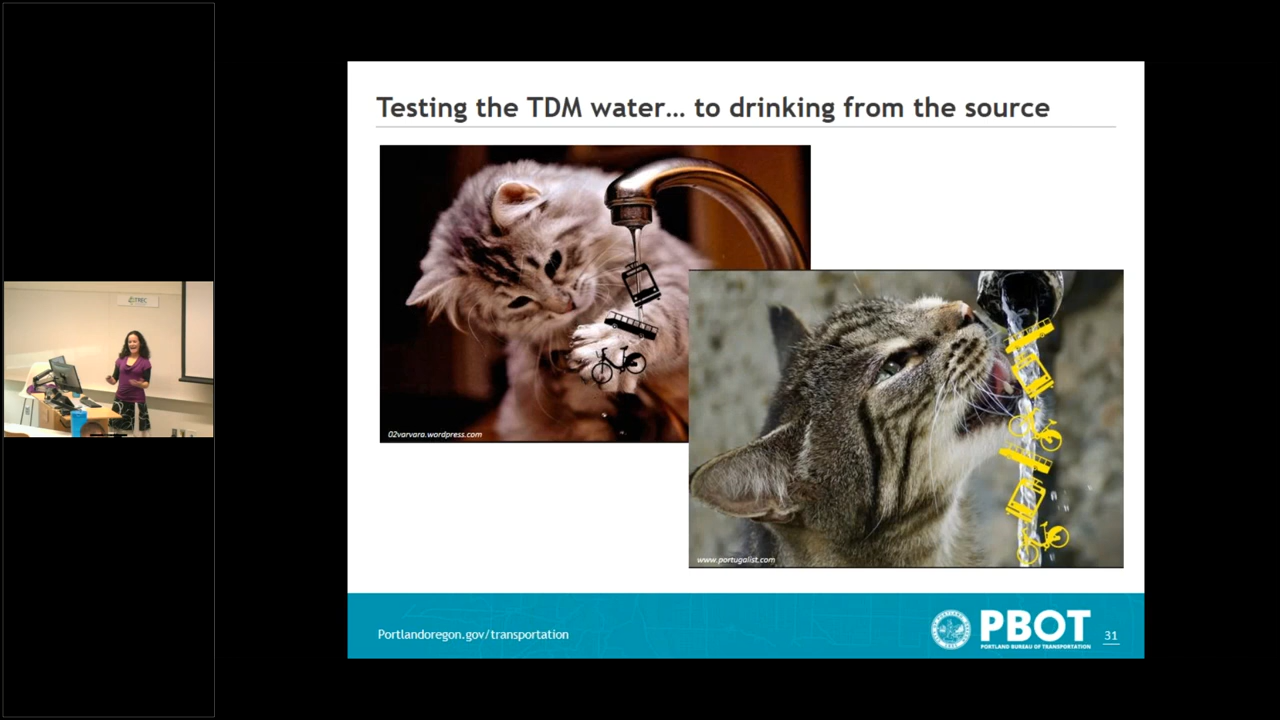 Testing the TDM water... to drinking from the source
02varvara.wordpress.com
www.portugalist.com
Portlandoregon.gov/transportation
PBOT
PORTLAND BUREAU OF TRANSPORTATION
31
TREC